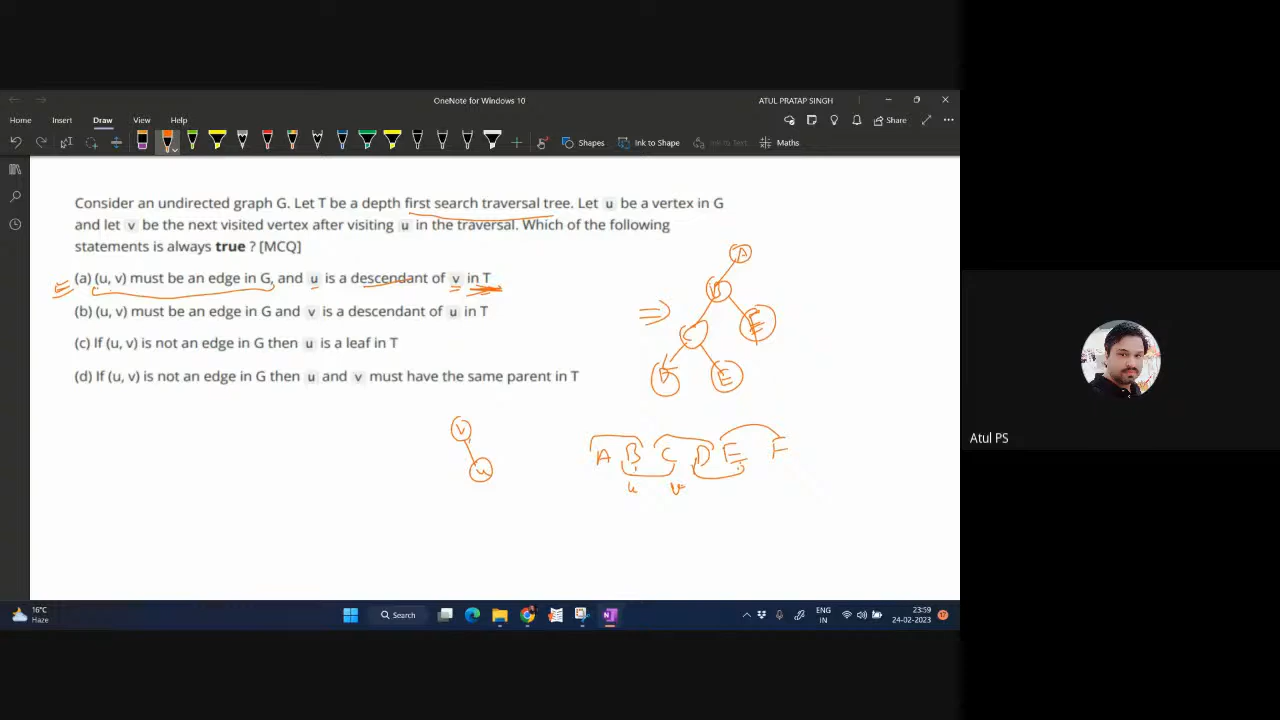 OneNote for Windows 10
ATUL PRATAP SINGH
Home Insert Draw View Help
Share
Shapes Ink to Shape Ink to Text Maths
Consider an undirected graph G. Let T be a depth first search traversal tree. Let u be a vertex in G
and let v be the next visited vertex after visiting u in the traversal. Which of the following
statements is always true ? [MCQ]
(a) (u, v) must be an edge in G, and u is a descendant of v in T
(b) (u, v) must be an edge in G and v is a descendant of u in T
(c) If (u, v) is not an edge in G then u is a leaf in T
(d) If (u, v) is not an edge in G then u and v must have the same parent in T
A
B
C
D E
v
u
A B C D E F
u v
Atul PS
16°C
Haze
Search
ENG
IN
23:59
24-02-2023
17